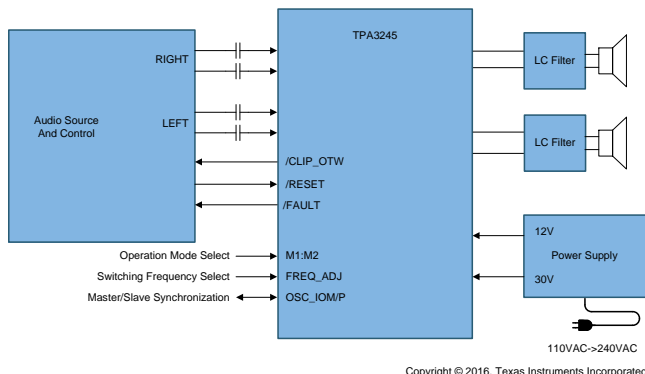 TPA3245
RIGHT
LC Filter
Audio Source
And Control
LEFT
LC Filter
/CLIP_OTW
/RESET
/FAULT
12V
Power Supply
30V
Operation Mode Select
M1:M2
Switching Frequency Select
FREQ_ADJ
Master/Slave Synchronization
OSC_IOM/P
110VAC->240VAC
Copyright © 2016, Texas Instruments Incorporated